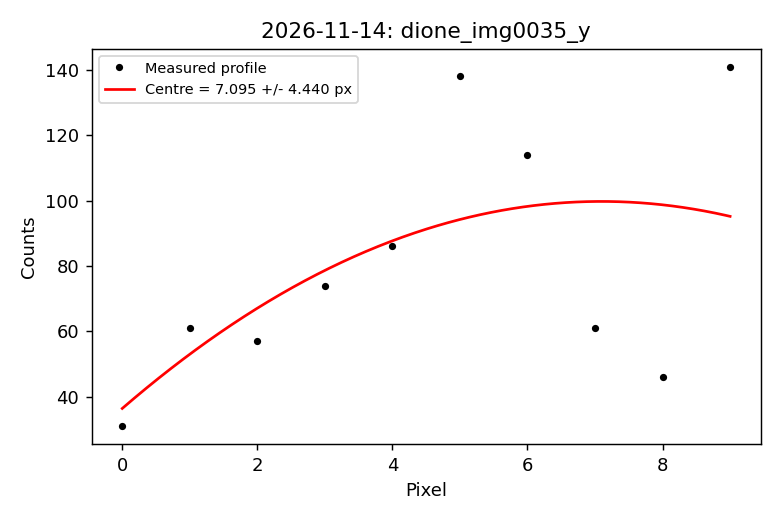 2026-11-14: dione_img0035_y
Measured profile
Centre = 7.095 +/- 4.440 px
Counts
140
120
100
80
60
40
0 2 4 6 8
Pixel